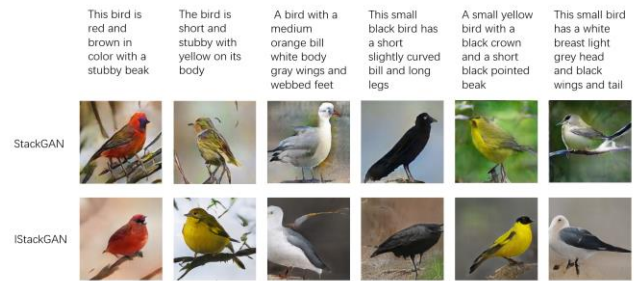 This bird is
red and
brown in
color with a
stubby beak
The bird is
short and
stubby with
yellow on its
body
A bird with a
medium
orange bill
white body
gray wings and
webbed feet
This small
black bird has
a short
slightly curved
bill and long
legs
A small yellow
bird with a
black crown
and a short
black pointed
beak
This small bird
has a white
breast light
grey head
and black
wings and tail
StackGAN
IStackGAN